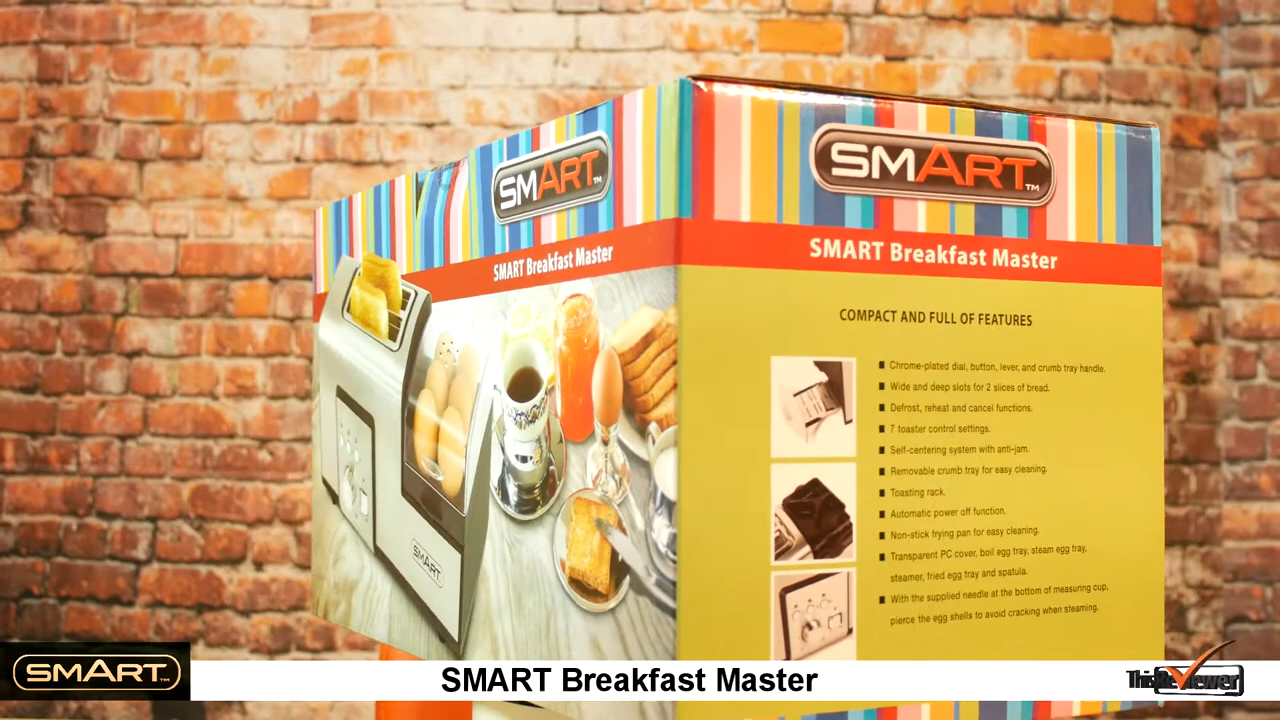 SMART™
SMART Breakfast Master
SMART
SMART™
SMART Breakfast Master
COMPACT AND FULL OF FEATURES
■ Chrome-plated dial, button, lever, and crumb tray handle.
■ Wide and deep slots for 2 slices of bread.
■ Defrost, reheat and cancel functions.
■ 7 toaster control settings.
■ Self-centering system with anti-jam.
■ Removable crumb tray for easy cleaning.
■ Toasting rack.
■ Automatic power off function.
■ Non-stick frying pan for easy cleaning.
■ Transparent PC cover, boil egg tray, steam egg tray,
steamer, fried egg tray and spatula.
■ With the supplied needle at the bottom of measuring cup,
pierce the egg shells to avoid cracking when steaming.
SMART™
SMART Breakfast Master
ThisReviewer